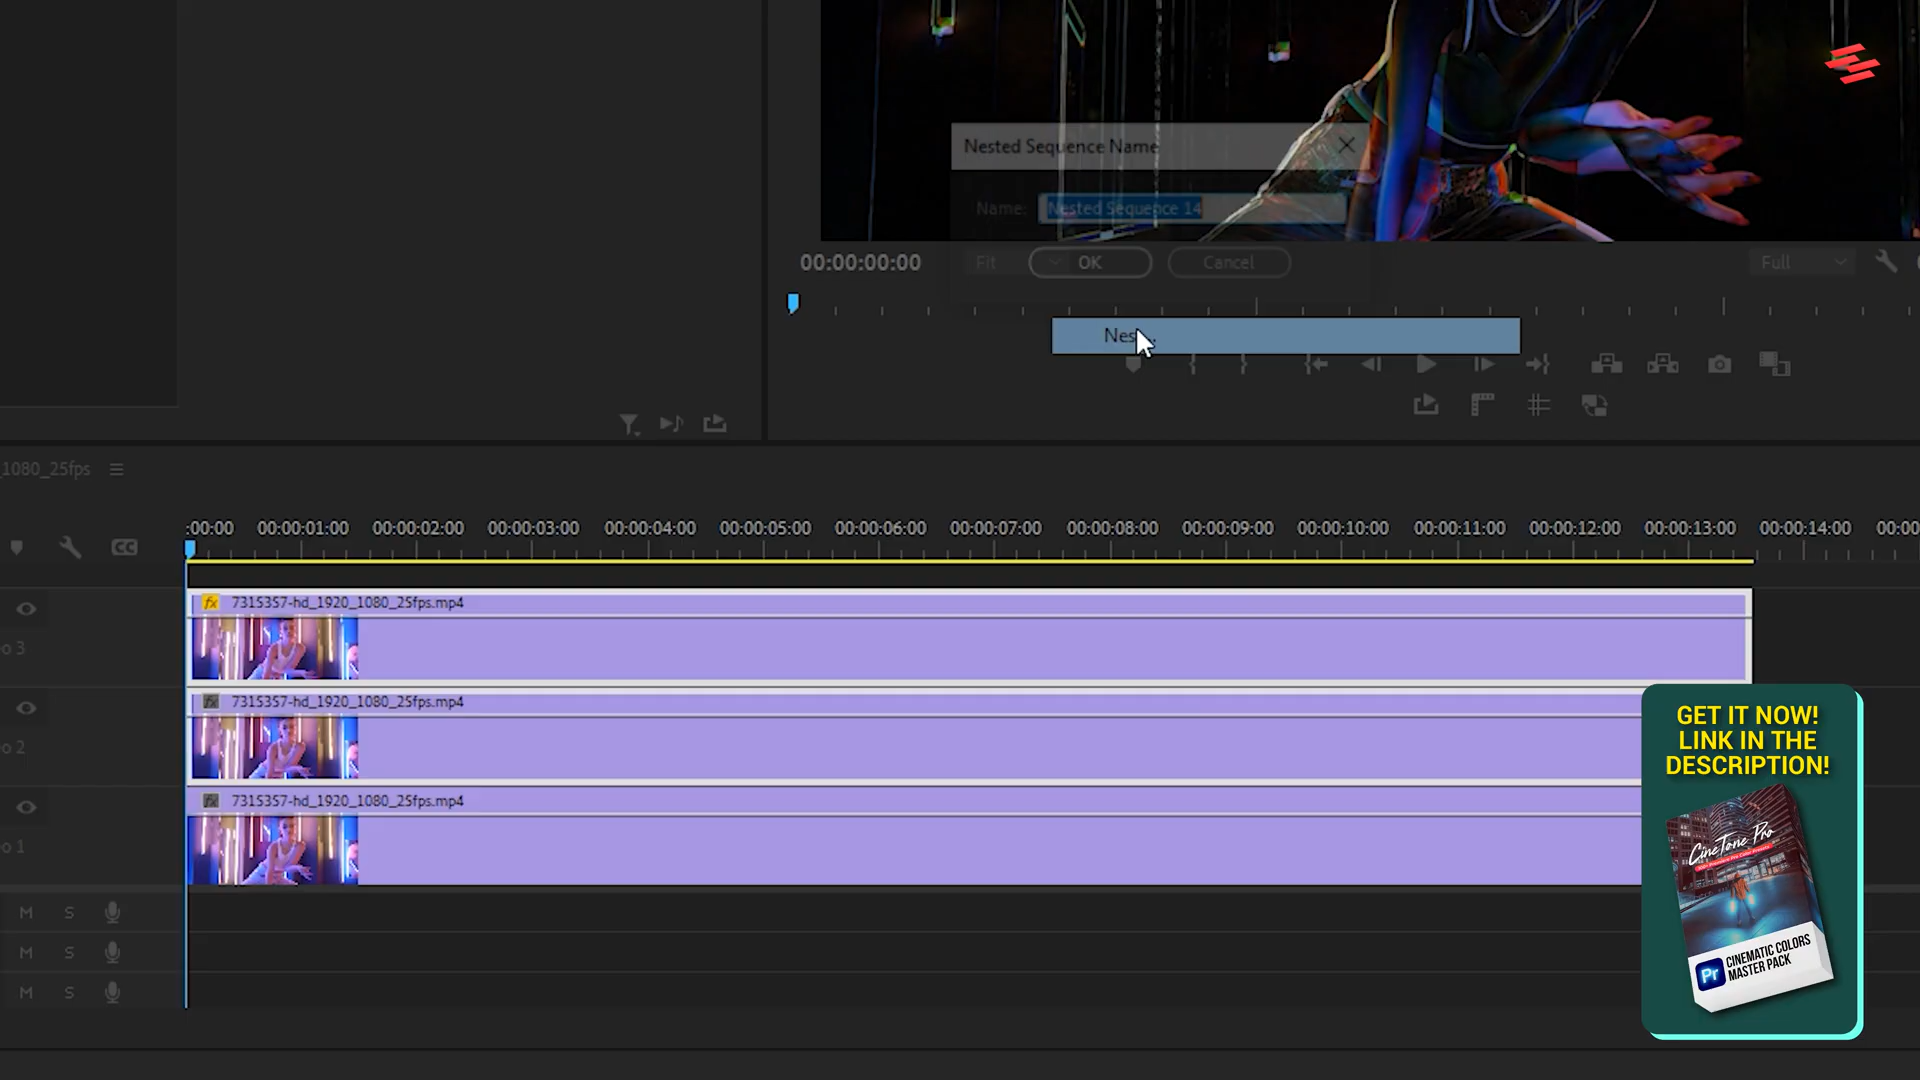 Nested Sequence Name
Name: Nested Sequence 14
00:00:00:00 Fit OK Cancel Full
1080_25fps
:00:00 00:00:01:00 00:00:02:00 00:00:03:00 00:00:04:00 00:00:05:00 00:00:06:00 00:00:07:00 00:00:08:00 00:00:09:00 00:00:10:00 00:00:11:00 00:00:12:00 00:00:13:00 00:00:14:00 00:00
CC
fx 7315357-hd_1920_1080_25fps.mp4
o 3
fx 7315357-hd_1920_1080_25fps.mp4
o 2
fx 7315357-hd_1920_1080_25fps.mp4
o 1
M S
M S
M S
GET IT NOW!
LINK IN THE
DESCRIPTION!
CineTone Pro
Pr CINEMATIC COLORS
MASTER PACK